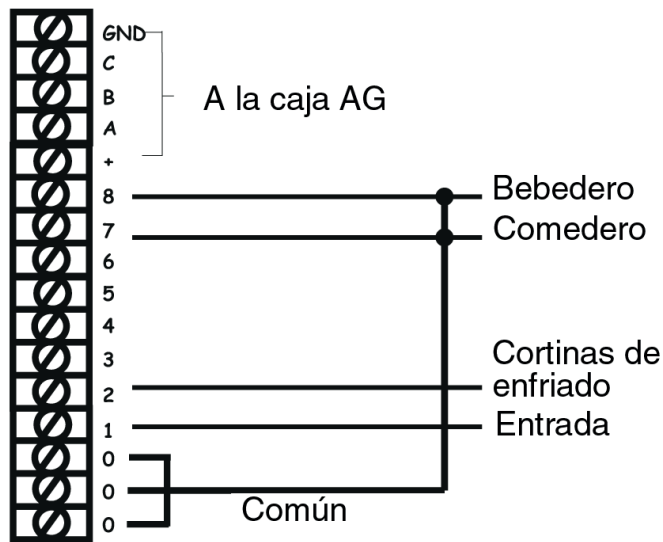 GND
C
B
A
+
A la caja AG
8
Bebedero
7
Comedero
6
5
4
3
2
Cortinas de
enfriado
1
Entrada
0
0
0
Común